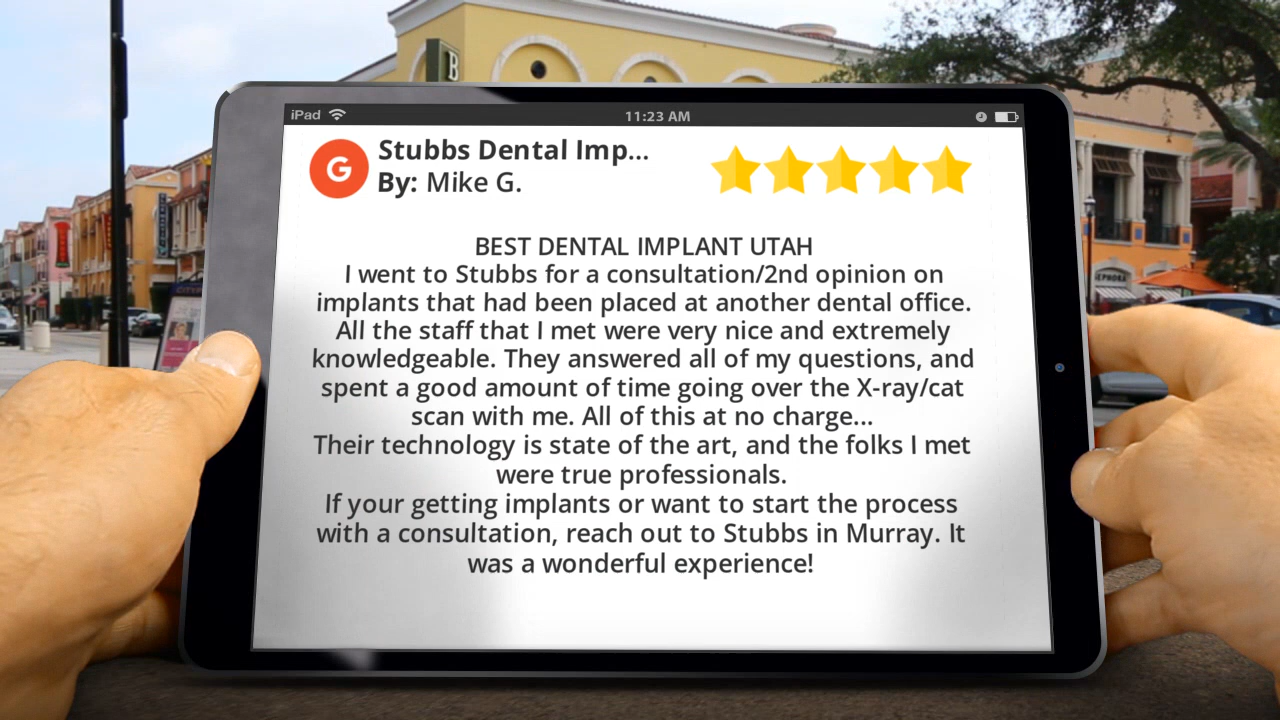 B
iPad
11:23 AM
G
Stubbs Dental Imp...
By: Mike G.
BEST DENTAL IMPLANT UTAH
I went to Stubbs for a consultation/2nd opinion on
implants that had been placed at another dental office.
All the staff that I met were very nice and extremely
knowledgeable. They answered all of my questions, and
spent a good amount of time going over the X-ray/cat
scan with me. All of this at no charge...
Their technology is state of the art, and the folks I met
were true professionals.
If your getting implants or want to start the process
with a consultation, reach out to Stubbs in Murray. It
was a wonderful experience!
SEPHORA